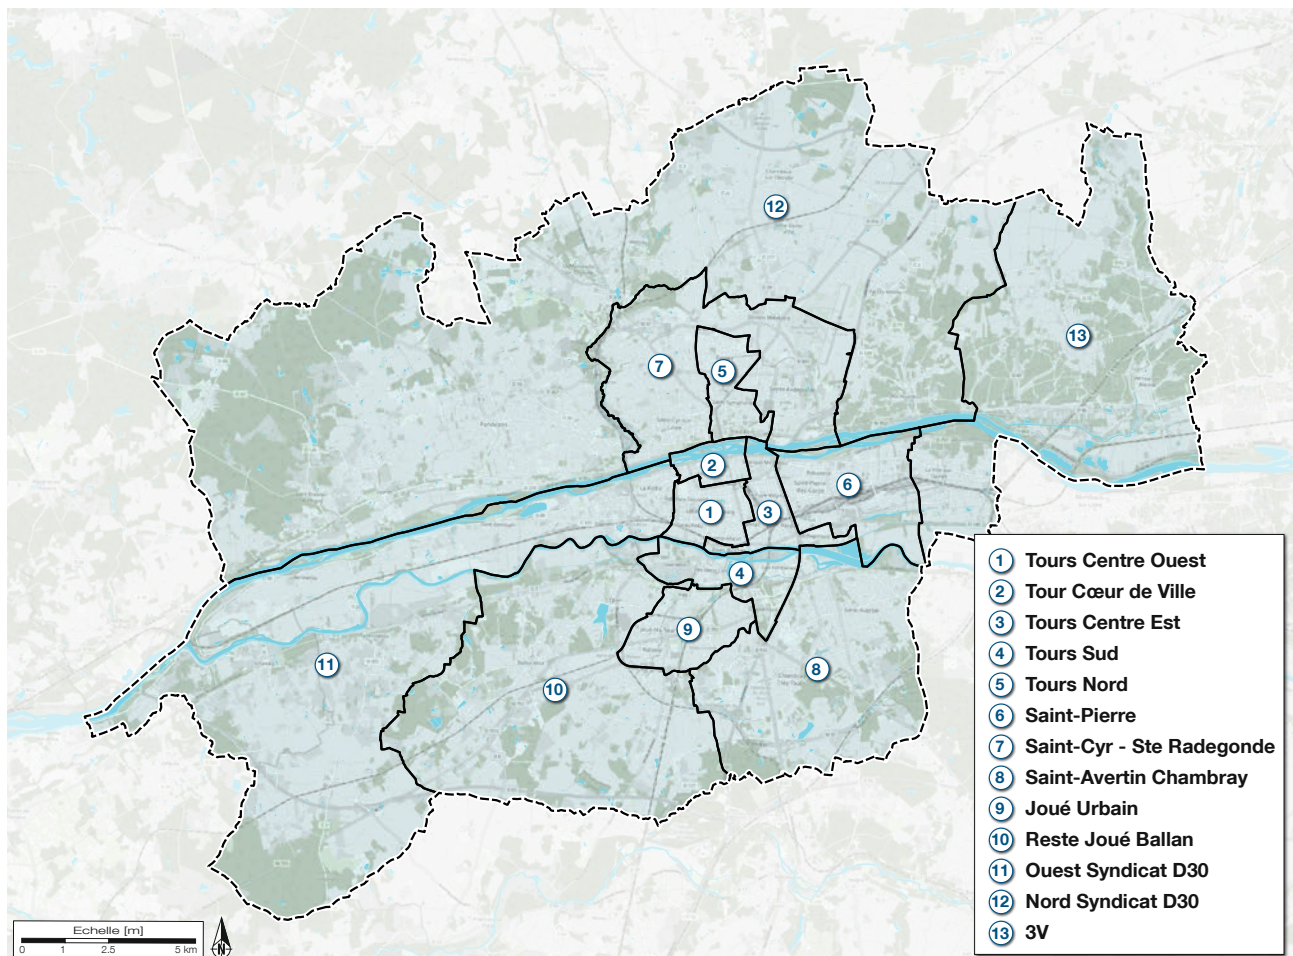 12
13
7
5
2
6
1
3
4
9
11
8
10
1 Tours Centre Ouest
2 Tour Cœur de Ville
3 Tours Centre Est
4 Tours Sud
5 Tours Nord
6 Saint-Pierre
7 Saint-Cyr - Ste Radegonde
8 Saint-Avertin Chambray
9 Joué Urbain
10 Reste Joué Ballan
11 Ouest Syndicat D30
12 Nord Syndicat D30
13 3V
Echelle [m]
0 1 2.5 5 km
N